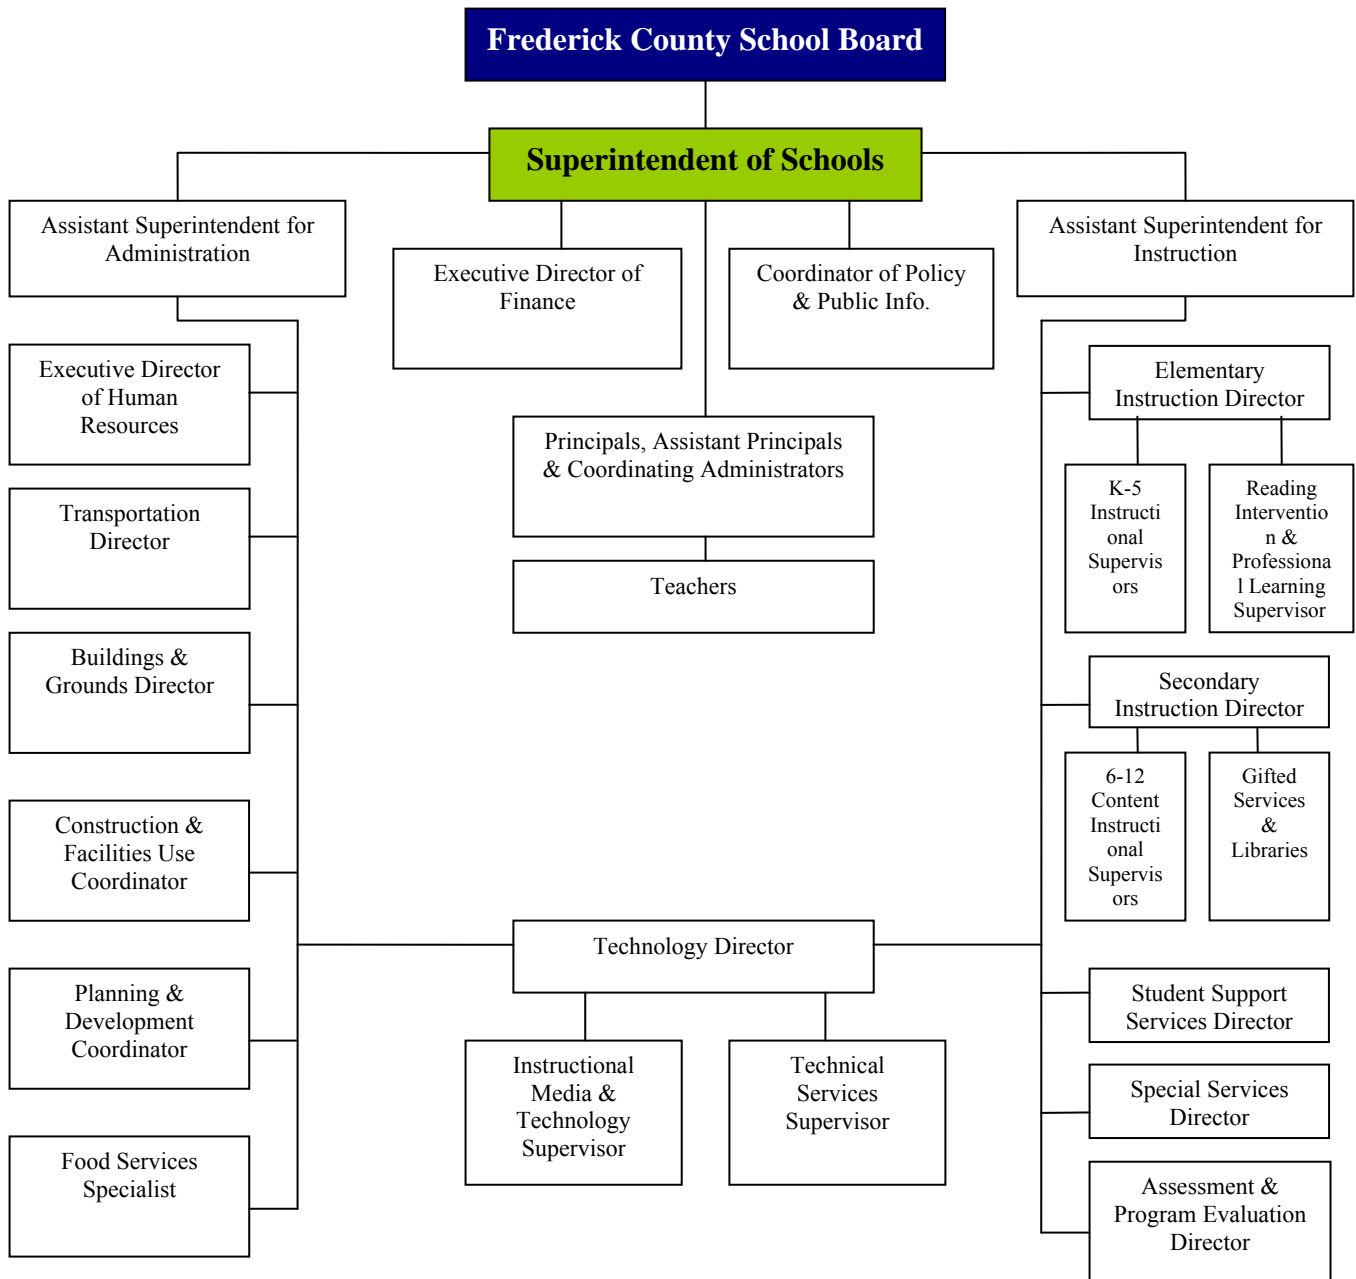 Frederick County School Board
Superintendent of Schools
Assistant Superintendent for
Administration
Executive Director of
Finance
Coordinator of Policy
& Public Info.
Assistant Superintendent for
Instruction
Executive Director
of Human
Resources
Transportation
Director
Buildings &
Grounds Director
Construction &
Facilities Use
Coordinator
Planning &
Development
Coordinator
Food Services
Specialist
Principals, Assistant Principals
& Coordinating Administrators
Teachers
Technology Director
Instructional
Media &
Technology
Supervisor
Technical
Services
Supervisor
Elementary
Instruction Director
K-5
Instructi
onal
Supervis
ors
Reading
Interventio
n &
Professiona
l Learning
Supervisor
Secondary
Instruction Director
6-12
Content
Instructi
onal
Supervis
ors
Gifted
Services
&
Libraries
Student Support
Services Director
Special Services
Director
Assessment &
Program Evaluation
Director